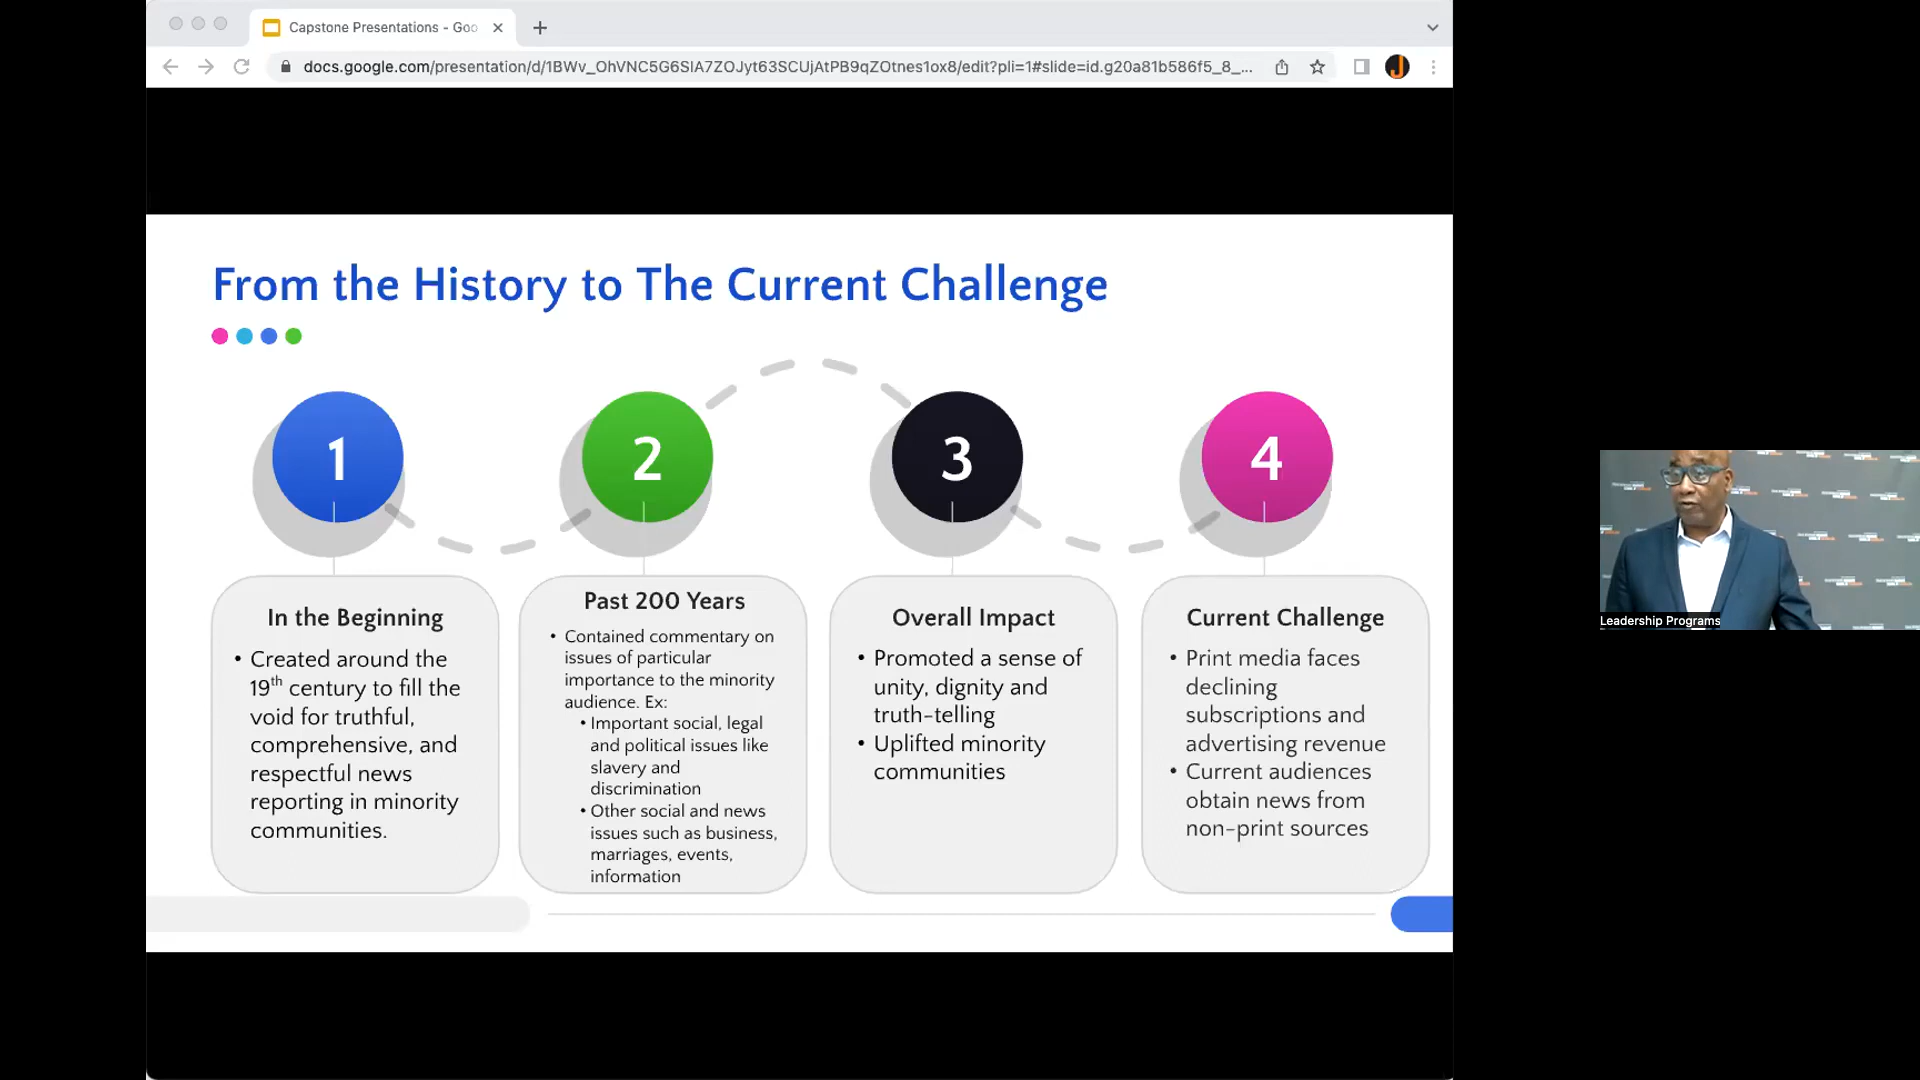 Capstone Presentations - Goo
docs.google.com/presentation/d/1BWv_OhVNC5G6SlA7ZOJyt63SCUjAtPB9qZOtnes1ox8/edit?pli=1#slide=id.g20a81b586f5_8_...
From the History to The Current Challenge
1
2
3
4
In the Beginning
• Created around the
19th century to fill the
void for truthful,
comprehensive, and
respectful news
reporting in minority
communities.
Past 200 Years
• Contained commentary on
issues of particular
importance to the minority
audience. Ex:
• Important social, legal
and political issues like
slavery and
discrimination
• Other social and news
issues such as business,
marriages, events,
information
Overall Impact
• Promoted a sense of
unity, dignity and
truth-telling
• Uplifted minority
communities
Current Challenge
• Print media faces
declining
subscriptions and
advertising revenue
• Current audiences
obtain news from
non-print sources
Leadership Programs